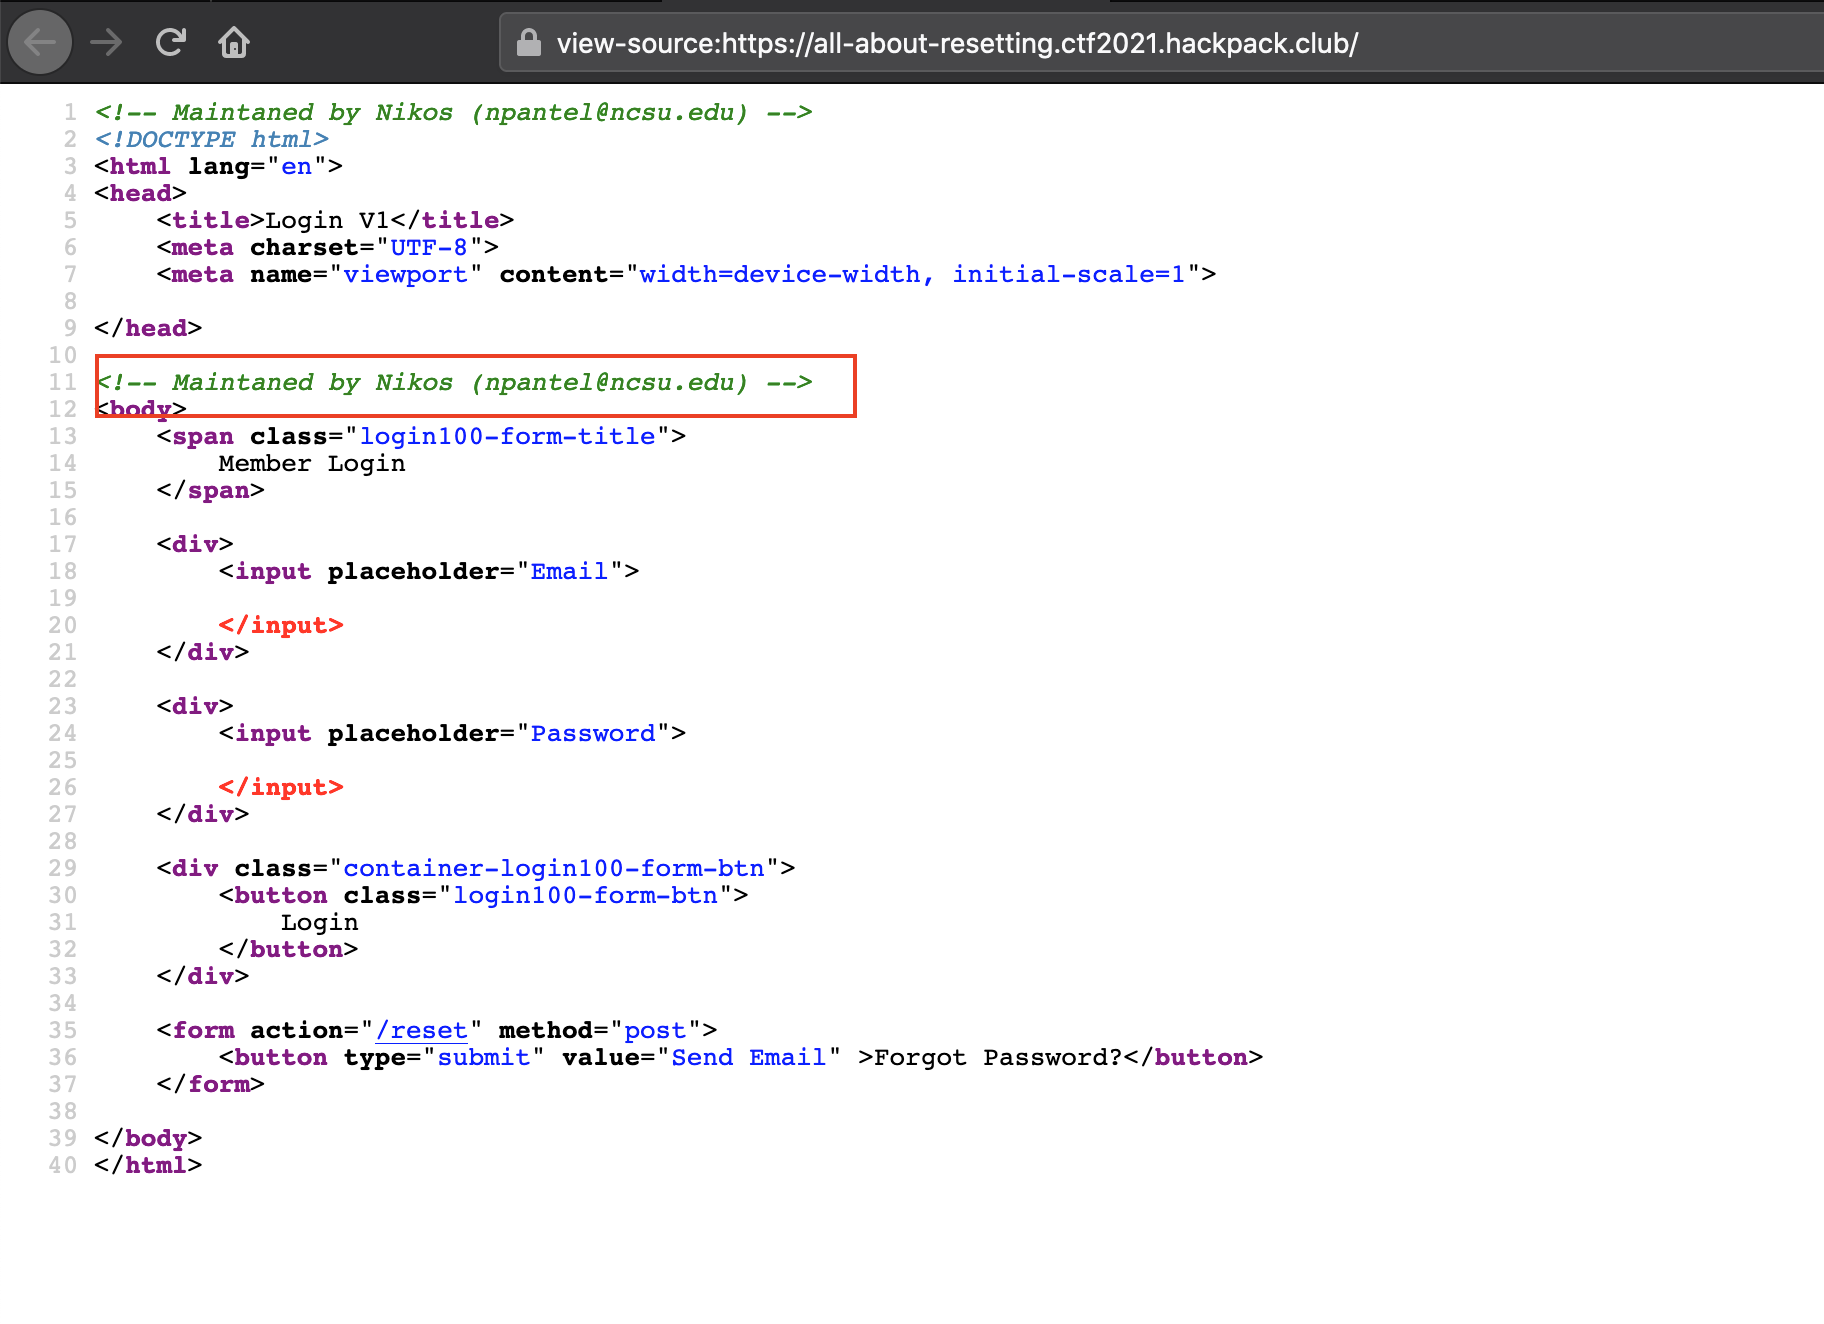 view-source:https://all-about-resetting.ctf2021.hackpack.club/
1 <!-- Maintaned by Nikos (npantel@ncsu.edu) -->
2 <!DOCTYPE html>
3 <html lang="en">
4 <head>
5 <title>Login V1</title>
6 <meta charset="UTF-8">
7 <meta name="viewport" content="width=device-width, initial-scale=1">
8
9 </head>
10
11 <!-- Maintaned by Nikos (npantel@ncsu.edu) -->
12 <body>
13 <span class="login100-form-title">
14 Member Login
15 </span>
16
17 <div>
18 <input placeholder="Email">
19
20 </input>
21 </div>
22
23 <div>
24 <input placeholder="Password">
25
26 </input>
27 </div>
28
29 <div class="container-login100-form-btn">
30 <button class="login100-form-btn">
31 Login
32 </button>
33 </div>
34
35 <form action="/reset" method="post">
36 <button type="submit" value="Send Email" >Forgot Password?</button>
37 </form>
38
39 </body>
40 </html>